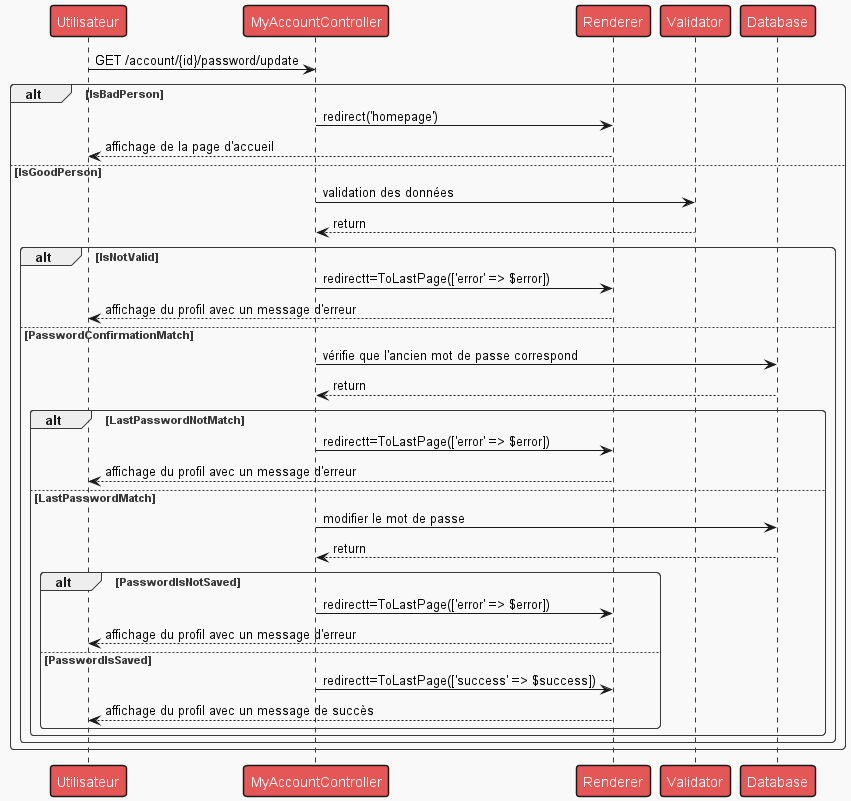 Utilisateur MyAccountController Renderer Validator Database
GET /account/{id}/password/update
alt [IsBadPerson]
redirect('homepage')
affichage de la page d'accueil
[IsGoodPerson]
validation des données
return
alt [IsNotValid]
redirectt=ToLastPage(['error' => $error])
affichage du profil avec un message d'erreur
[PasswordConfirmationMatch]
vérifie que l'ancien mot de passe correspond
return
alt [LastPasswordNotMatch]
redirectt=ToLastPage(['error' => $error])
affichage du profil avec un message d'erreur
[LastPasswordMatch]
modifier le mot de passe
return
alt [PasswordIsNotSaved]
redirectt=ToLastPage(['error' => $error])
affichage du profil avec un message d'erreur
[PasswordIsSaved]
redirectt=ToLastPage(['success' => $success])
affichage du profil avec un message de succès
Utilisateur MyAccountController Renderer Validator Database